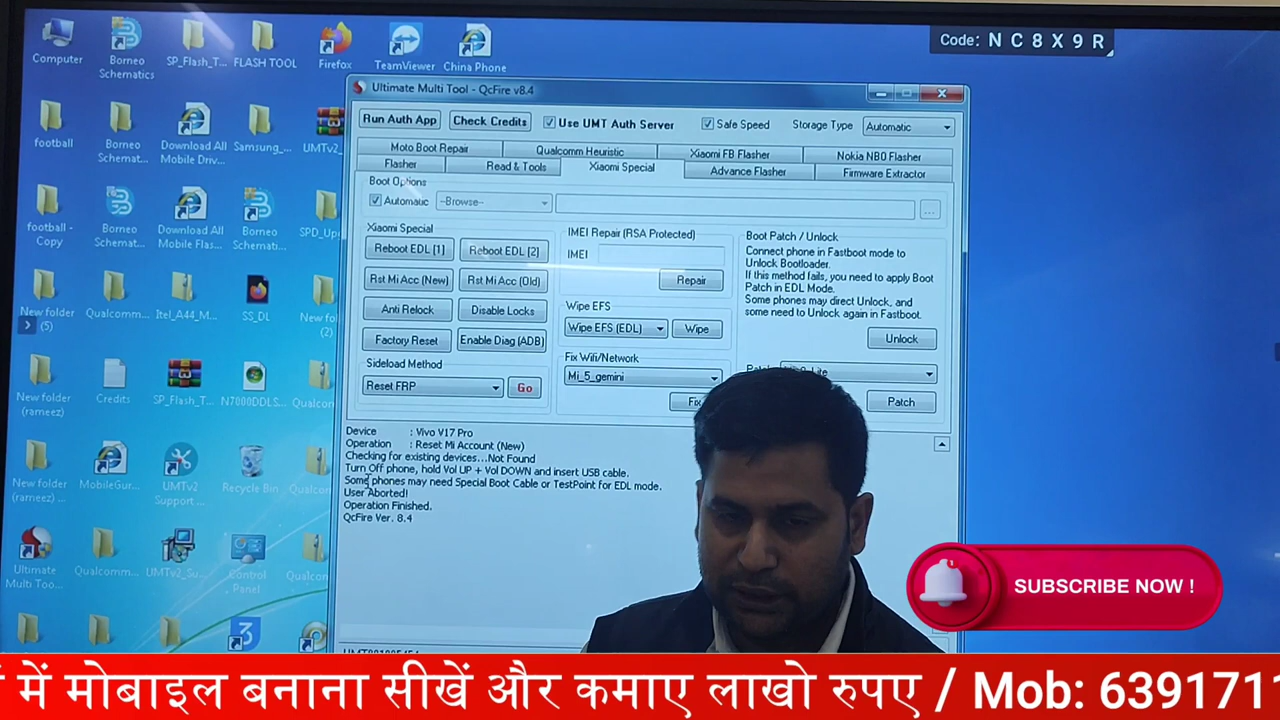 Code: N C 8 X 9 R
Computer
Borneo Schematics
SP_Flash_T...
FLASH TOOL
Firefox
TeamViewer
China Phone
football
Borneo Schemat...
Download All Mobile Driv...
Samsung_...
UMTv2_
football - Copy
Borneo Schemat...
Download All Mobile Flas...
Borneo Schemati...
SPD_Up
New folder (5)
Qualcomm...
Itel_A44_M...
SS_DL
New fo (2)
New folder (rameez)
Credits
SP_Flash_T...
N7000DDLS...
Qualcor
New folder (rameez) ...
MobileGur...
UMTv2 Support ...
Recycle Bin
Qualco
Ultimate Multi Too...
Qualcomm...
UMTv2_Su...
Control Panel
Qualcor
Ultimate Multi Tool - QcFire v8.4
Run Auth App
Check Credits
Use UMT Auth Server
Safe Speed
Storage Type
Automatic
Moto Boot Repair
Qualcomm Heuristic
Xiaomi FB Flasher
Nokia NB0 Flasher
Flasher
Read & Tools
Xiaomi Special
Advance Flasher
Firmware Extractor
Boot Options
Automatic
--Browse--
...
Xiaomi Special
Reboot EDL [1]
Reboot EDL [2]
Rst Mi Acc (New)
Rst Mi Acc (Old)
Anti Relock
Disable Locks
Factory Reset
Enable Diag (ADB)
Sideload Method
Reset FRP
Go
IMEI Repair (RSA Protected)
IMEI
Repair
Wipe EFS
Wipe EFS (EDL)
Wipe
Fix Wifi/Network
Mi_5_gemini
Fix
Boot Patch / Unlock
Connect phone in Fastboot mode to
Unlock Bootloader.
If this method fails, you need to apply Boot
Patch in EDL Mode.
Some phones may direct Unlock, and
some need to Unlock again in Fastboot.
Unlock
Patch
Device : Vivo V17 Pro
Operation : Reset Mi Account (New)
Checking for existing devices...Not Found
Turn Off phone, hold Vol UP + Vol DOWN and insert USB cable.
Some phones may need Special Boot Cable or TestPoint for EDL mode.
User Aborted!
Operation Finished.
QcFire Ver. 8.4
SUBSCRIBE NOW !
में मोबाइल बनाना सीखें और कमाए लाखो रुपए / Mob: 6391711